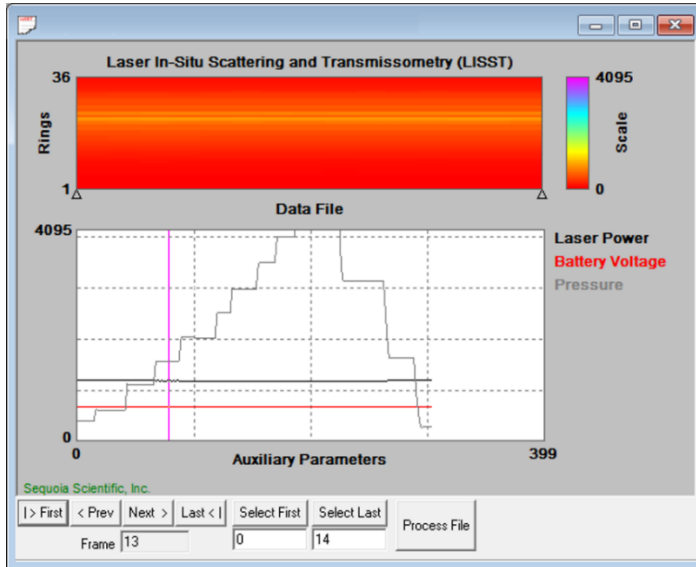 Laser In-Situ Scattering and Transmissometry (LISST)
36
4095
Rings
Scale
1
0
Data File
4095
Laser Power
Battery Voltage
Pressure
0
0
Auxiliary Parameters
399
Sequoia Scientific, Inc.
|> First
< Prev
Next >
Last <|
Select First
Select Last
Process File
Frame
13
0
14